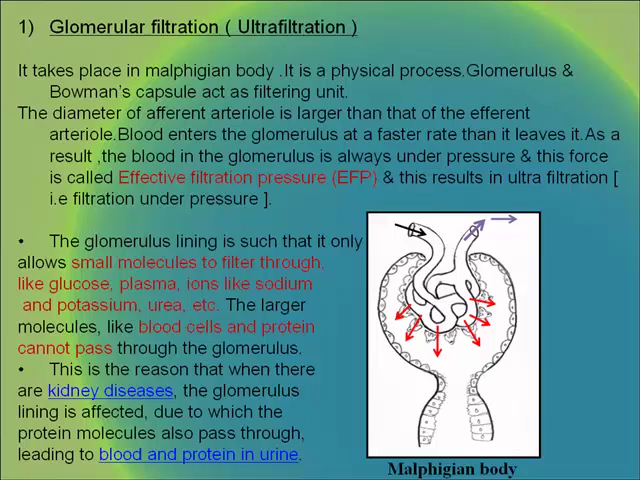 1) Glomerular filtration ( Ultrafiltration )
It takes place in malphigian body .It is a physical process.Glomerulus &
Bowman's capsule act as filtering unit.
The diameter of afferent arteriole is larger than that of the efferent
arteriole.Blood enters the glomerulus at a faster rate than it leaves it.As a
result ,the blood in the glomerulus is always under pressure & this force
is called Effective filtration pressure (EFP) & this results in ultra filtration [
i.e filtration under pressure ].
• The glomerulus lining is such that it only
allows small molecules to filter through,
like glucose, plasma, ions like sodium
and potassium, urea, etc. The larger
molecules, like blood cells and protein
cannot pass through the glomerulus.
• This is the reason that when there
are kidney diseases, the glomerulus
lining is affected, due to which the
protein molecules also pass through,
leading to blood and protein in urine.
Malphigian body